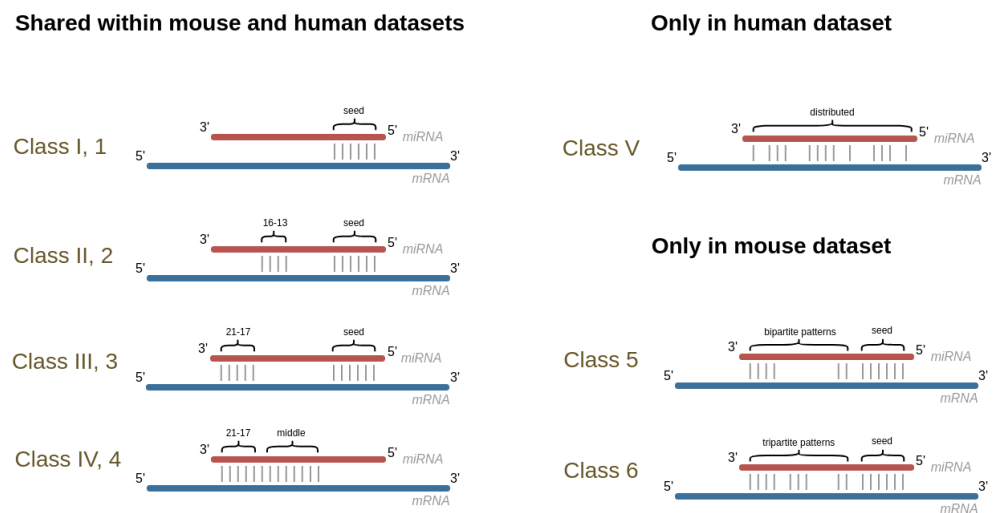 Shared within mouse and human datasets
Class I, 1
seed
3'
5'
miRNA
5'
3'
mRNA
Class II, 2
16-13
seed
3'
5'
miRNA
5'
3'
mRNA
Class III, 3
21-17
seed
3'
5'
miRNA
5'
3'
mRNA
Class IV, 4
21-17
middle
3'
5'
miRNA
5'
3'
mRNA
Only in human dataset
Class V
distributed
3'
5'
miRNA
5'
3'
mRNA
Only in mouse dataset
Class 5
bipartite patterns
seed
3'
5'
miRNA
5'
3'
mRNA
Class 6
tripartite patterns
seed
3'
5'
miRNA
5'
3'
mRNA